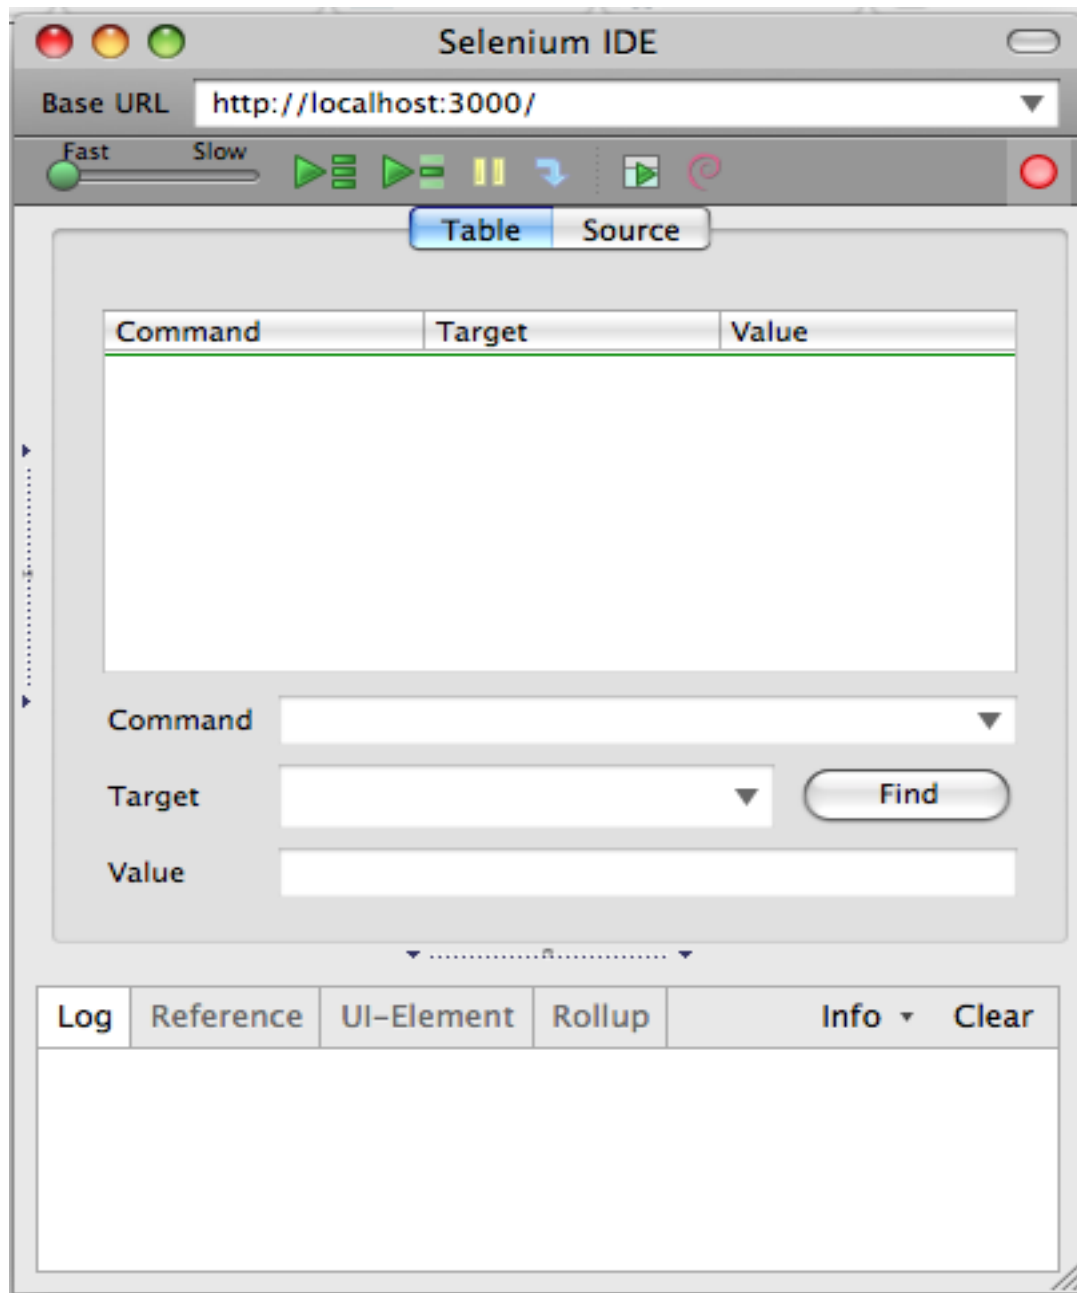 Selenium IDE
Base URL http://localhost:3000/
Fast Slow
Table Source
Command Target Value
Command
Target Find
Value
Log Reference UI-Element Rollup Info Clear